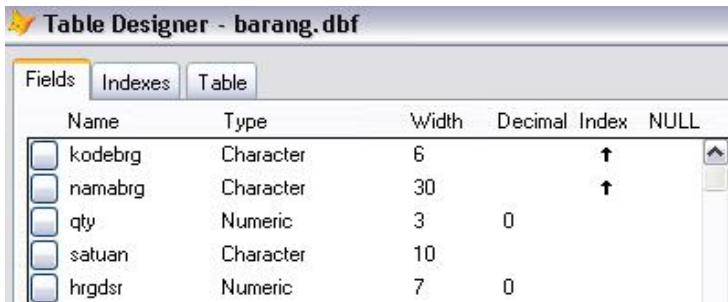 Table Designer - barang.dbf
Fields Indexes Table
Name Type Width Decimal Index NULL
kodebrg Character 6 ↑
namabrg Character 30 ↑
qty Numeric 3 0
satuan Character 10
hrgdsr Numeric 7 0